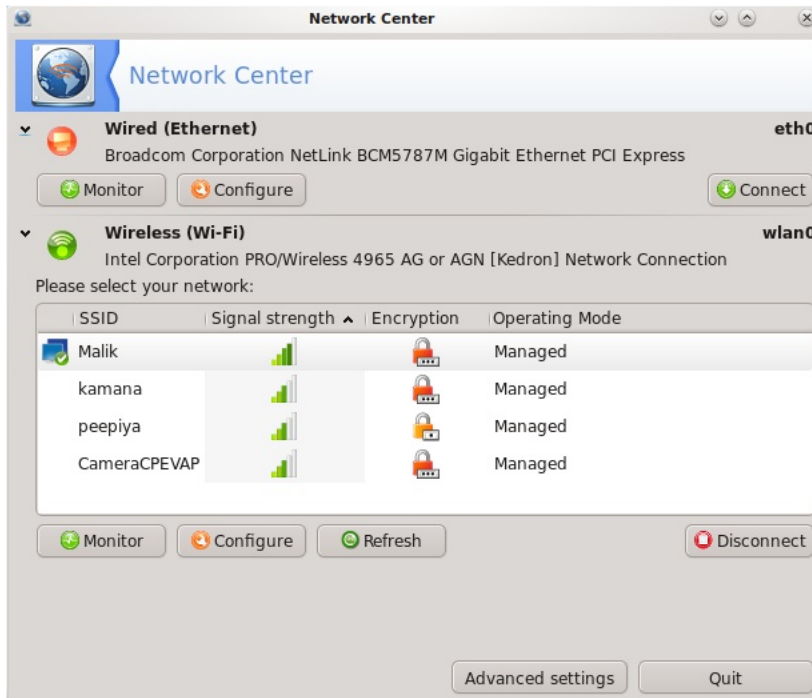 Network Center
Network Center
Wired (Ethernet) eth0
Broadcom Corporation NetLink BCM5787M Gigabit Ethernet PCI Express
Monitor Configure Connect
Wireless (Wi-Fi) wlan0
Intel Corporation PRO/Wireless 4965 AG or AGN [Kedron] Network Connection
Please select your network:
SSID Signal strength Encryption Operating Mode
Malik Managed
kamana Managed
peepiya Managed
CameraCPEVAP Managed
Monitor Configure Refresh Disconnect
Advanced settings Quit